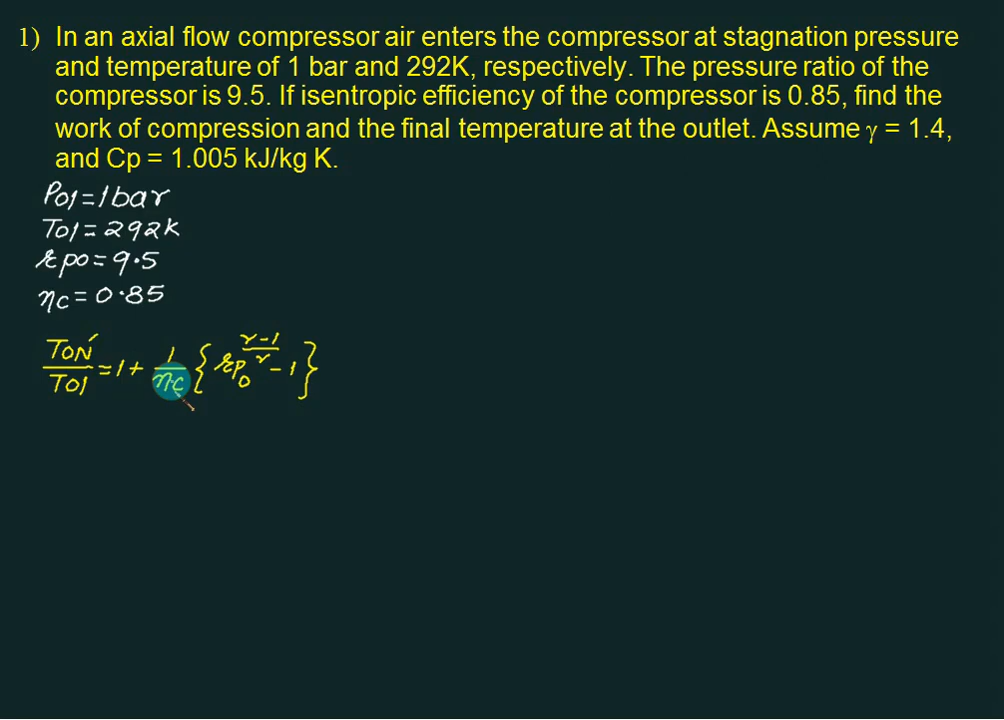 1) In an axial flow compressor air enters the compressor at stagnation pressure
and temperature of 1 bar and 292K, respectively. The pressure ratio of the
compressor is 9.5. If isentropic efficiency of the compressor is 0.85, find the
work of compression and the final temperature at the outlet. Assume γ = 1.4,
and Cp = 1.005 kJ/kg K.
P01 = 1 bar
T01 = 292K
rpo = 9.5
ηc = 0.85
T0N'/T01 = 1 + 1/ηc {rp0^(γ-1/γ) - 1}